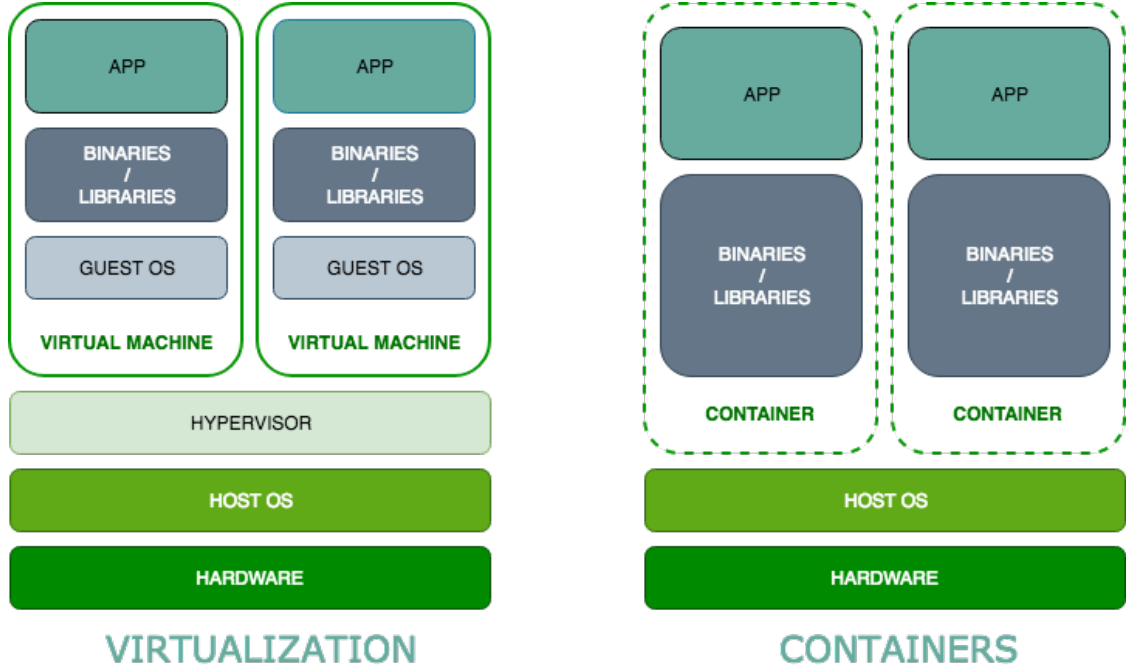 APP
BINARIES
/
LIBRARIES
GUEST OS
VIRTUAL MACHINE
APP
BINARIES
/
LIBRARIES
GUEST OS
VIRTUAL MACHINE
HYPERVISOR
HOST OS
HARDWARE
VIRTUALIZATION
APP
BINARIES
/
LIBRARIES
CONTAINER
APP
BINARIES
/
LIBRARIES
CONTAINER
HOST OS
HARDWARE
CONTAINERS